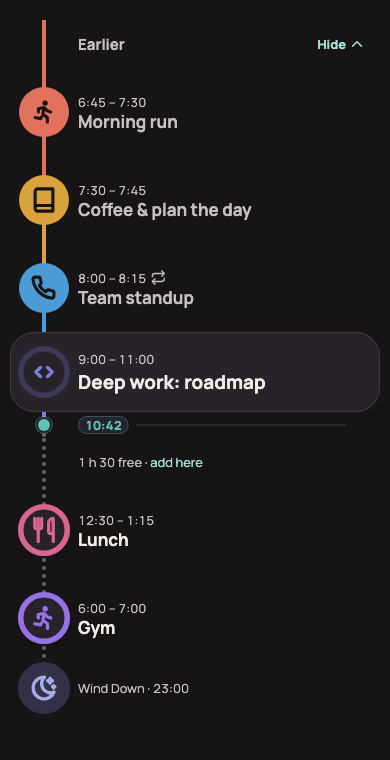 Earlier
Hide
6:45 – 7:30
Morning run
7:30 – 7:45
Coffee & plan the day
8:00 – 8:15
Team standup
9:00 – 11:00
Deep work: roadmap
10:42
1 h 30 free · add here
12:30 – 1:15
Lunch
6:00 – 7:00
Gym
Wind Down · 23:00